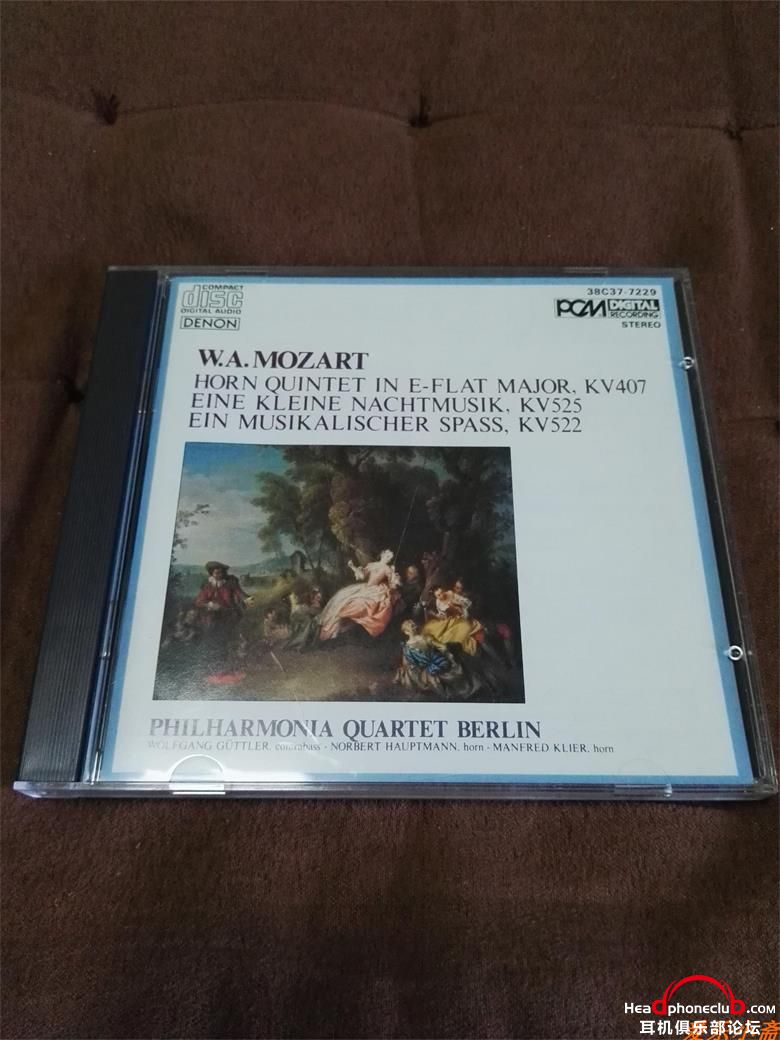 COMPACT
disc
DIGITAL AUDIO
DENON
38C37-7229
PCM DIGITAL RECORDING
STEREO
W.A.MOZART
HORN QUINTET IN E-FLAT MAJOR, KV407
EINE KLEINE NACHTMUSIK, KV525
EIN MUSIKALISCHER SPASS, KV522
PHILHARMONIA QUARTET BERLIN
WOLFGANG GÜTTLER, contrabass · NORBERT HAUPTMANN, horn · MANFRED KLIER, horn
Headphoneclub.com
耳机俱乐部论坛